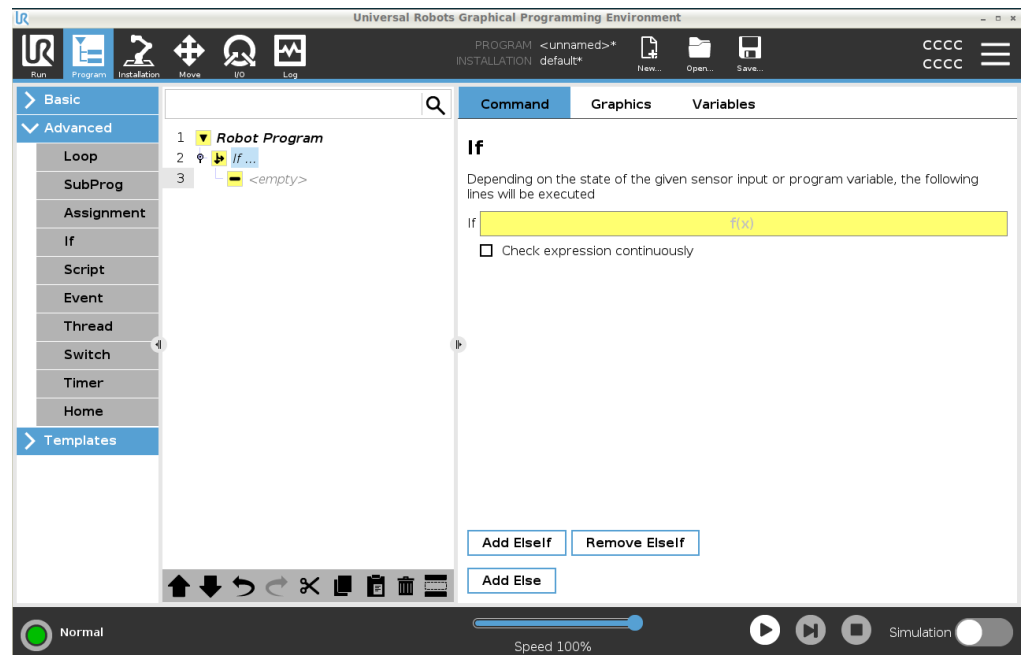 Universal Robots Graphical Programming Environment
Run
Program
Installation
Move
I/O
Log
PROGRAM <unnamed>*
INSTALLATION default*
New...
Open...
Save...
CCCC
CCCC
Basic
Advanced
Loop
SubProg
Assignment
If
Script
Event
Thread
Switch
Timer
Home
Templates
1 Robot Program
2 If ...
3 <empty>
Command Graphics Variables
If
Depending on the state of the given sensor input or program variable, the following
lines will be executed
If f(x)
Check expression continuously
Add ElseIf Remove ElseIf
Add Else
Normal
Speed 100%
Simulation